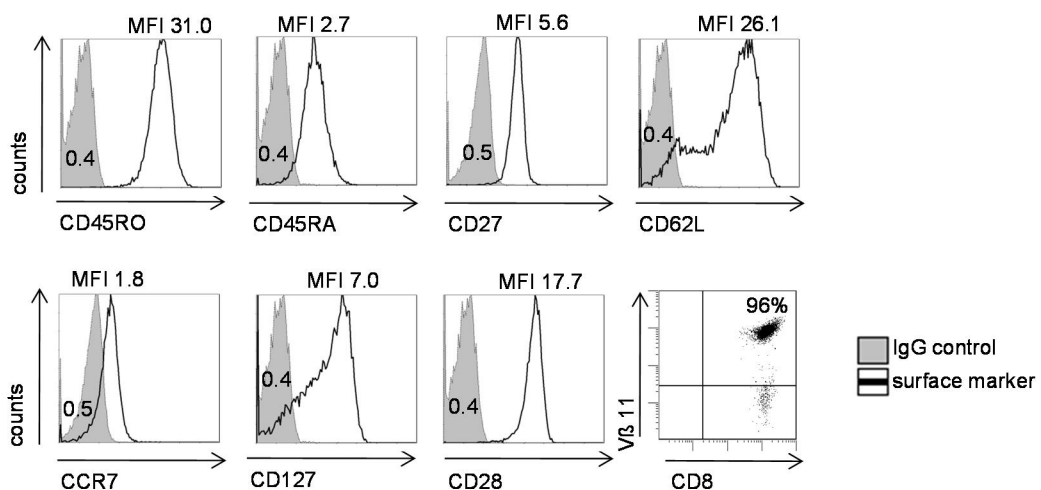 MFI 31.0
MFI 2.7
MFI 5.6
MFI 26.1
counts
0.4
0.4
0.5
0.4
CD45RO
CD45RA
CD27
CD62L
MFI 1.8
MFI 7.0
MFI 17.7
96%
counts
0.5
0.4
0.4
Vß 11
IgG control
surface marker
CCR7
CD127
CD28
CD8